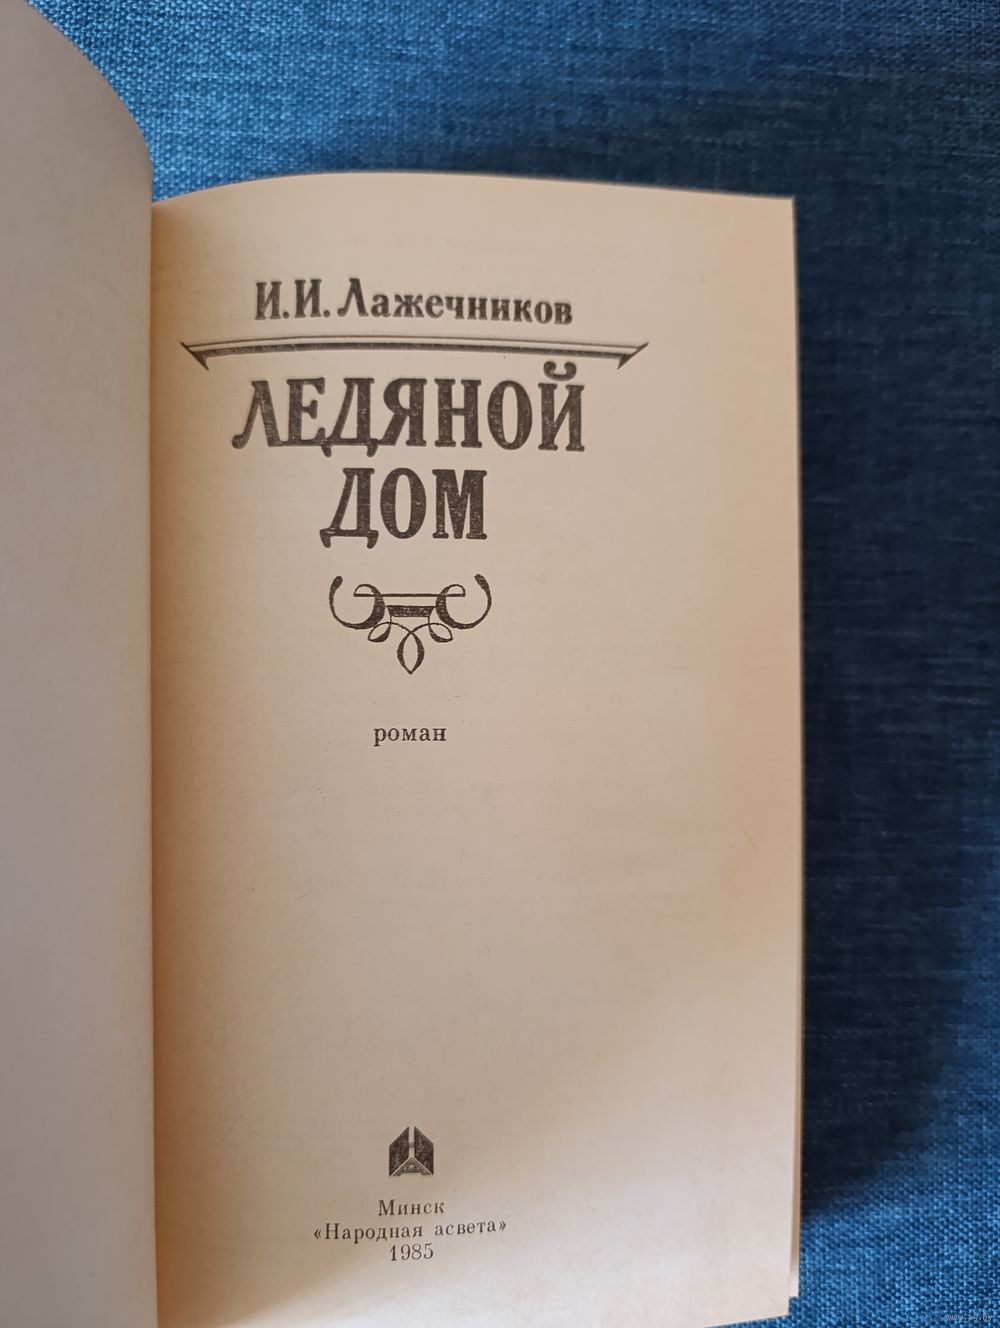 И.И. Лажечников
ЛЕДЯНОЙ
ДОМ
роман
Минск
«Народная асвета»
1985